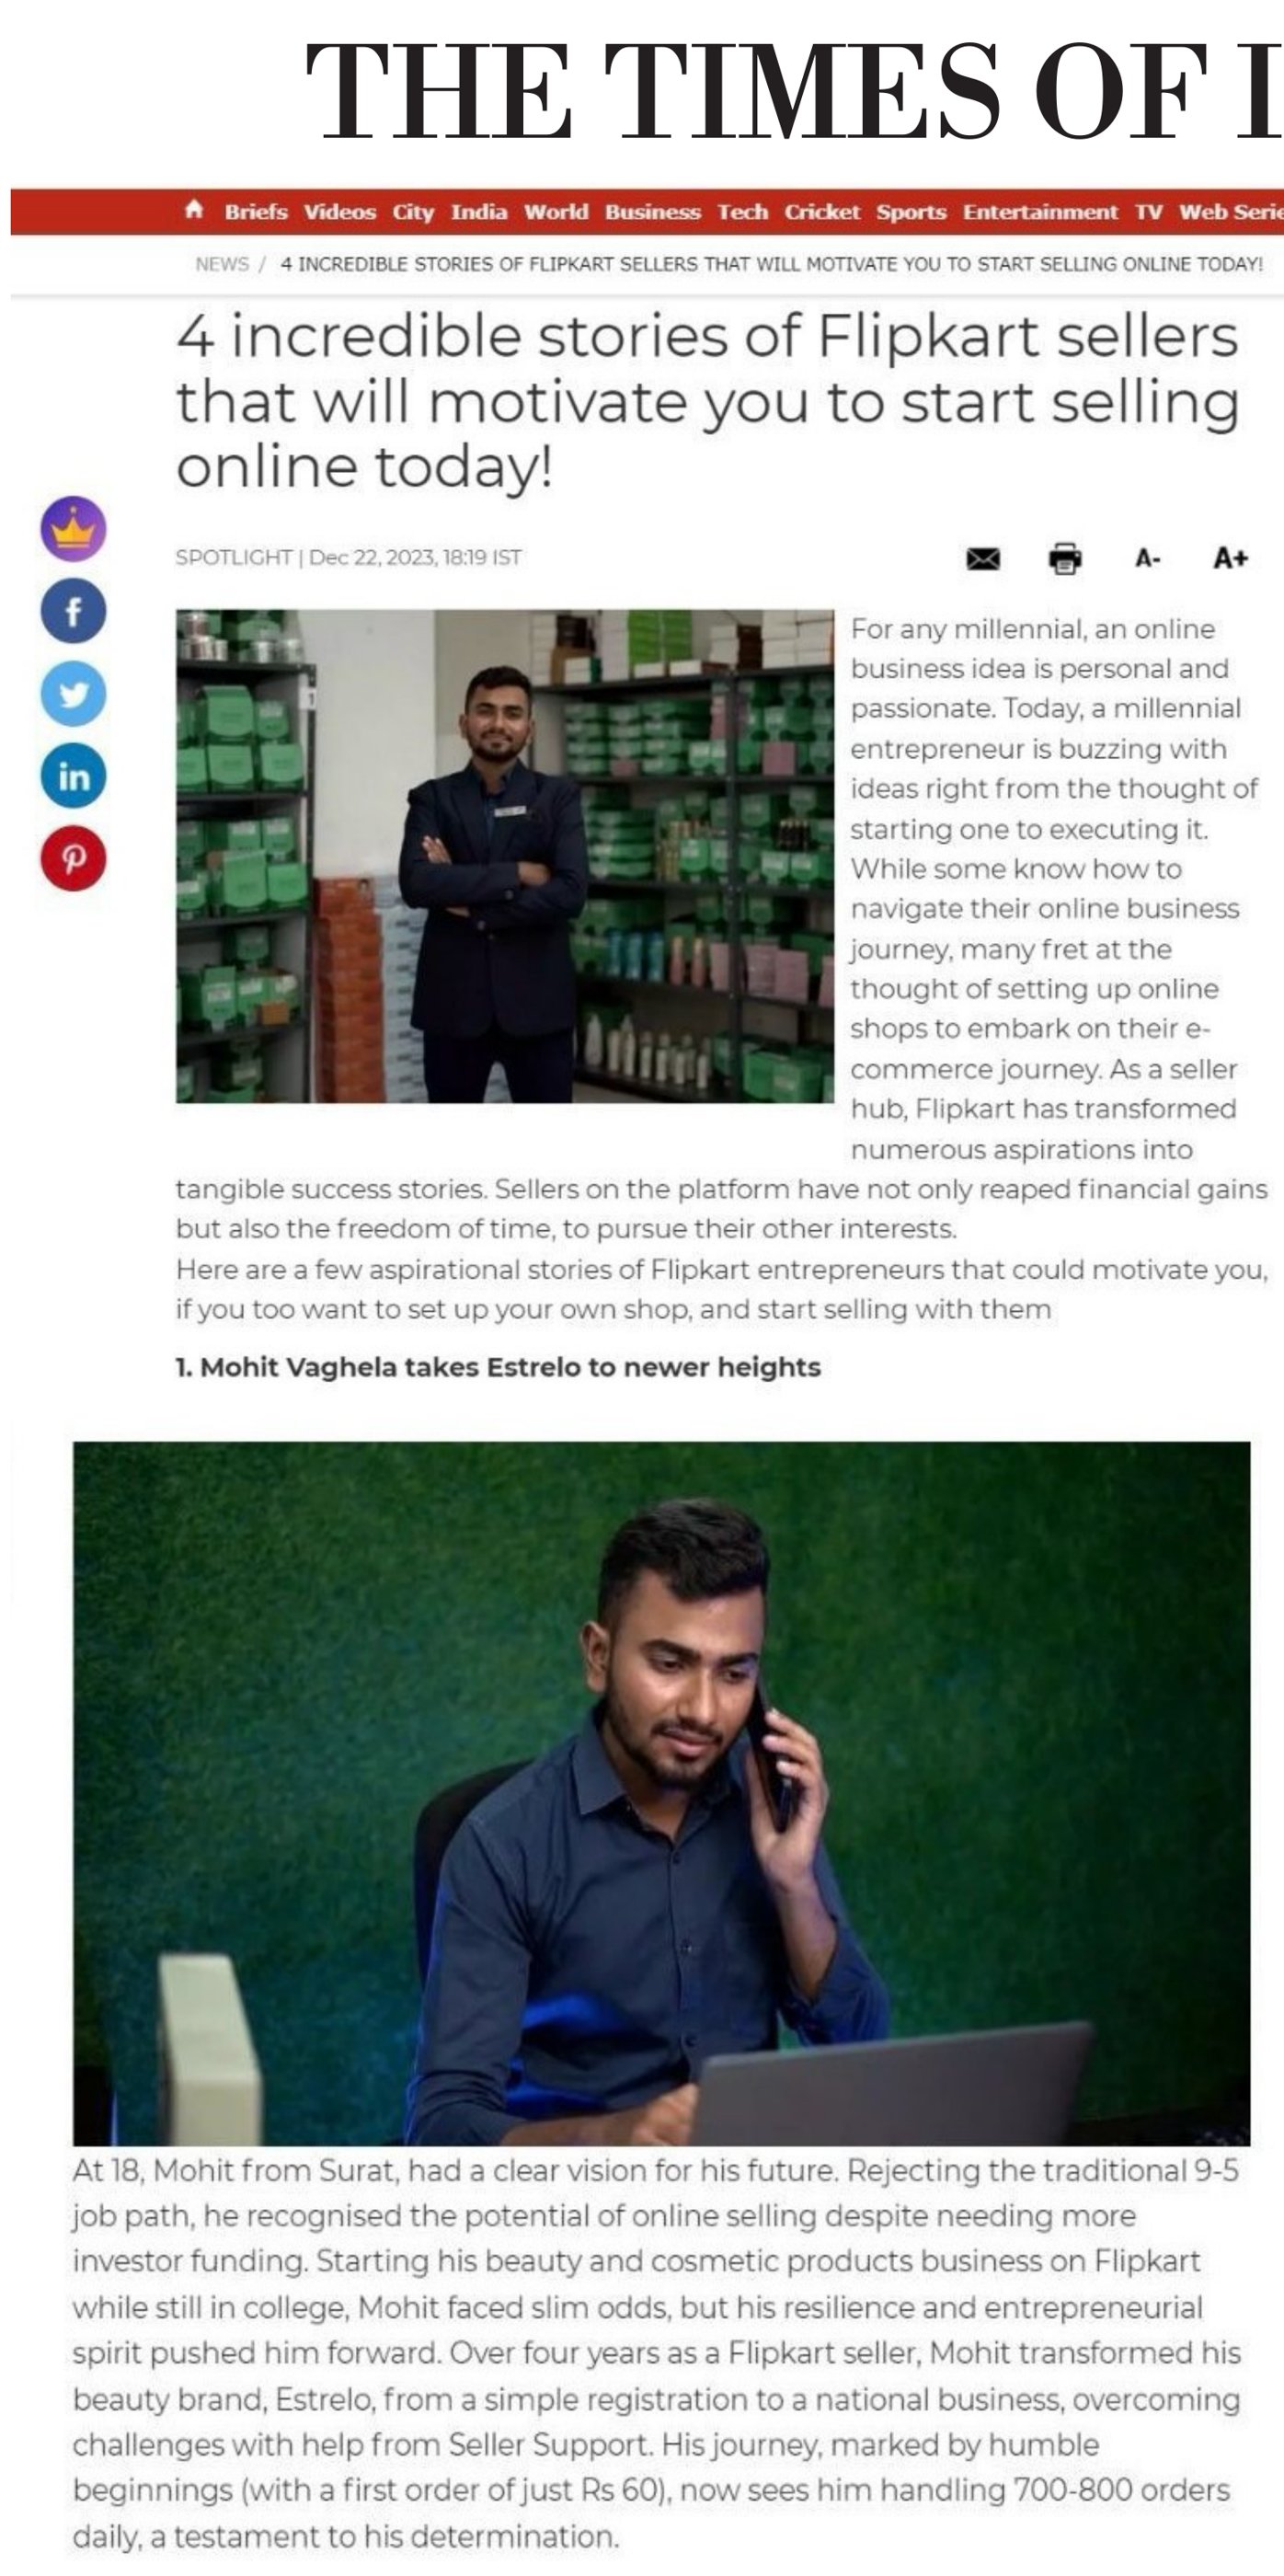 THE TIMES OF I
Briefs Videos City India World Business Tech Cricket Sports Entertainment TV Web Serie
NEWS / 4 INCREDIBLE STORIES OF FLIPKART SELLERS THAT WILL MOTIVATE YOU TO START SELLING ONLINE TODAY!
4 incredible stories of Flipkart sellers
that will motivate you to start selling
online today!
SPOTLIGHT | Dec 22, 2023, 18:19 IST
A- A+
f
in
For any millennial, an online
business idea is personal and
passionate. Today, a millennial
entrepreneur is buzzing with
ideas right from the thought of
starting one to executing it.
While some know how to
navigate their online business
journey, many fret at the
thought of setting up online
shops to embark on their e-
commerce journey. As a seller
hub, Flipkart has transformed
numerous aspirations into
tangible success stories. Sellers on the platform have not only reaped financial gains
but also the freedom of time, to pursue their other interests.
Here are a few aspirational stories of Flipkart entrepreneurs that could motivate you,
if you too want to set up your own shop, and start selling with them
1. Mohit Vaghela takes Estrelo to newer heights
At 18, Mohit from Surat, had a clear vision for his future. Rejecting the traditional 9-5
job path, he recognised the potential of online selling despite needing more
investor funding. Starting his beauty and cosmetic products business on Flipkart
while still in college, Mohit faced slim odds, but his resilience and entrepreneurial
spirit pushed him forward. Over four years as a Flipkart seller, Mohit transformed his
beauty brand, Estrelo, from a simple registration to a national business, overcoming
challenges with help from Seller Support. His journey, marked by humble
beginnings (with a first order of just Rs 60), now sees him handling 700-800 orders
daily, a testament to his determination.